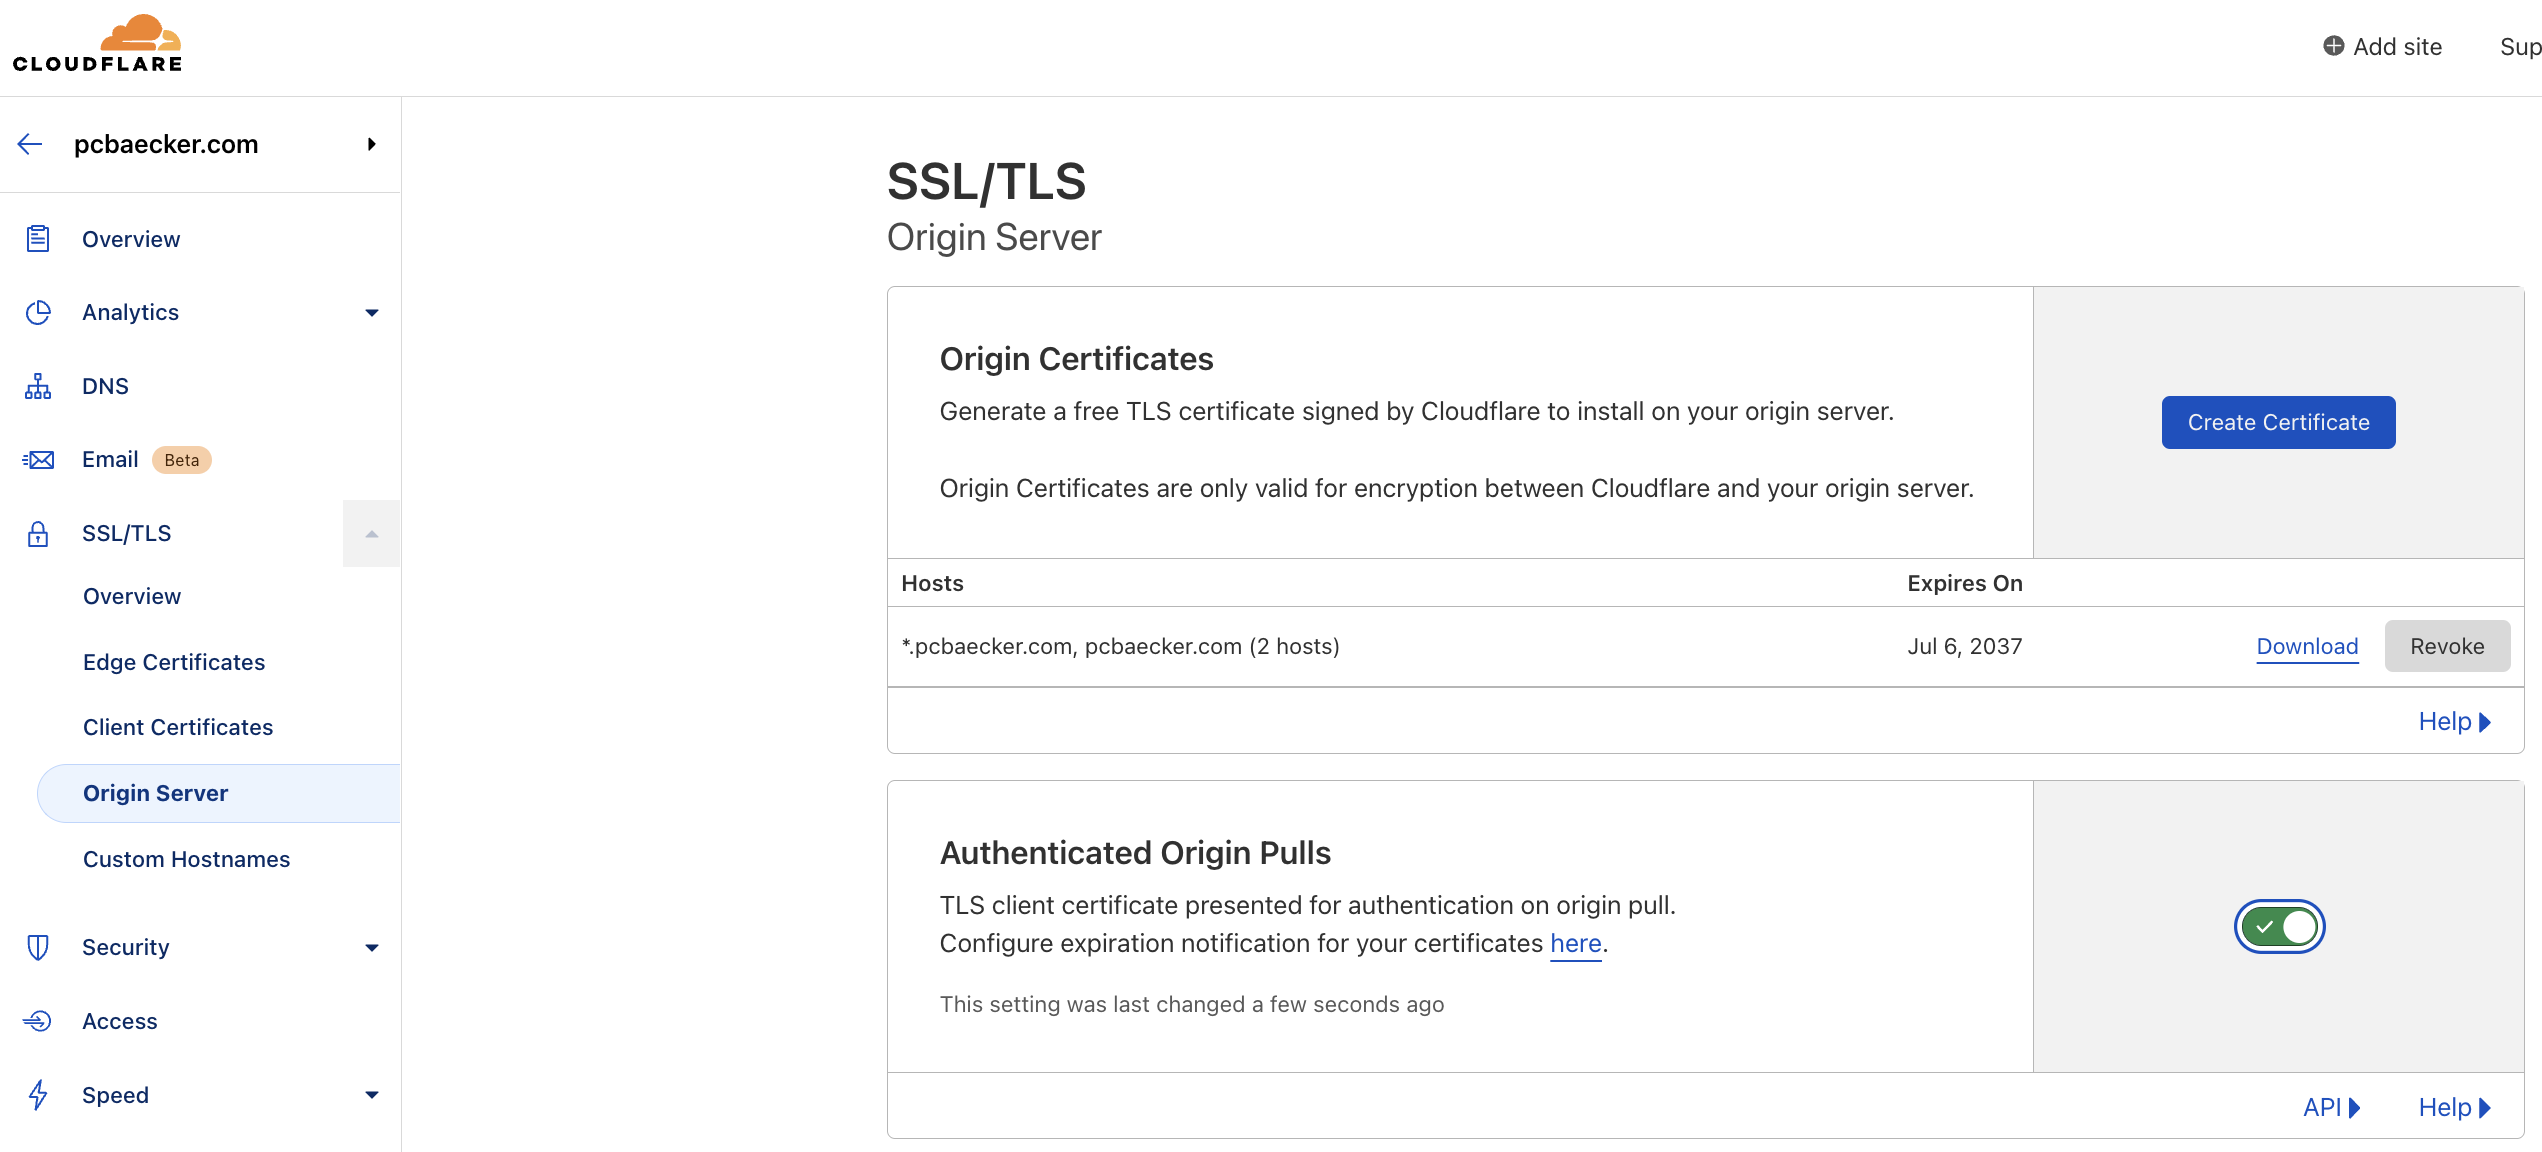 CLOUDFLARE
Add site
Sup
pcbaecker.com
Overview
Analytics
DNS
Email Beta
SSL/TLS
Overview
Edge Certificates
Client Certificates
Origin Server
Custom Hostnames
Security
Access
Speed
SSL/TLS
Origin Server
Origin Certificates
Generate a free TLS certificate signed by Cloudflare to install on your origin server.
Origin Certificates are only valid for encryption between Cloudflare and your origin server.
Create Certificate
Hosts Expires On
*.pcbaecker.com, pcbaecker.com (2 hosts) Jul 6, 2037 Download Revoke
Help
Authenticated Origin Pulls
TLS client certificate presented for authentication on origin pull.
Configure expiration notification for your certificates here.
This setting was last changed a few seconds ago
API Help